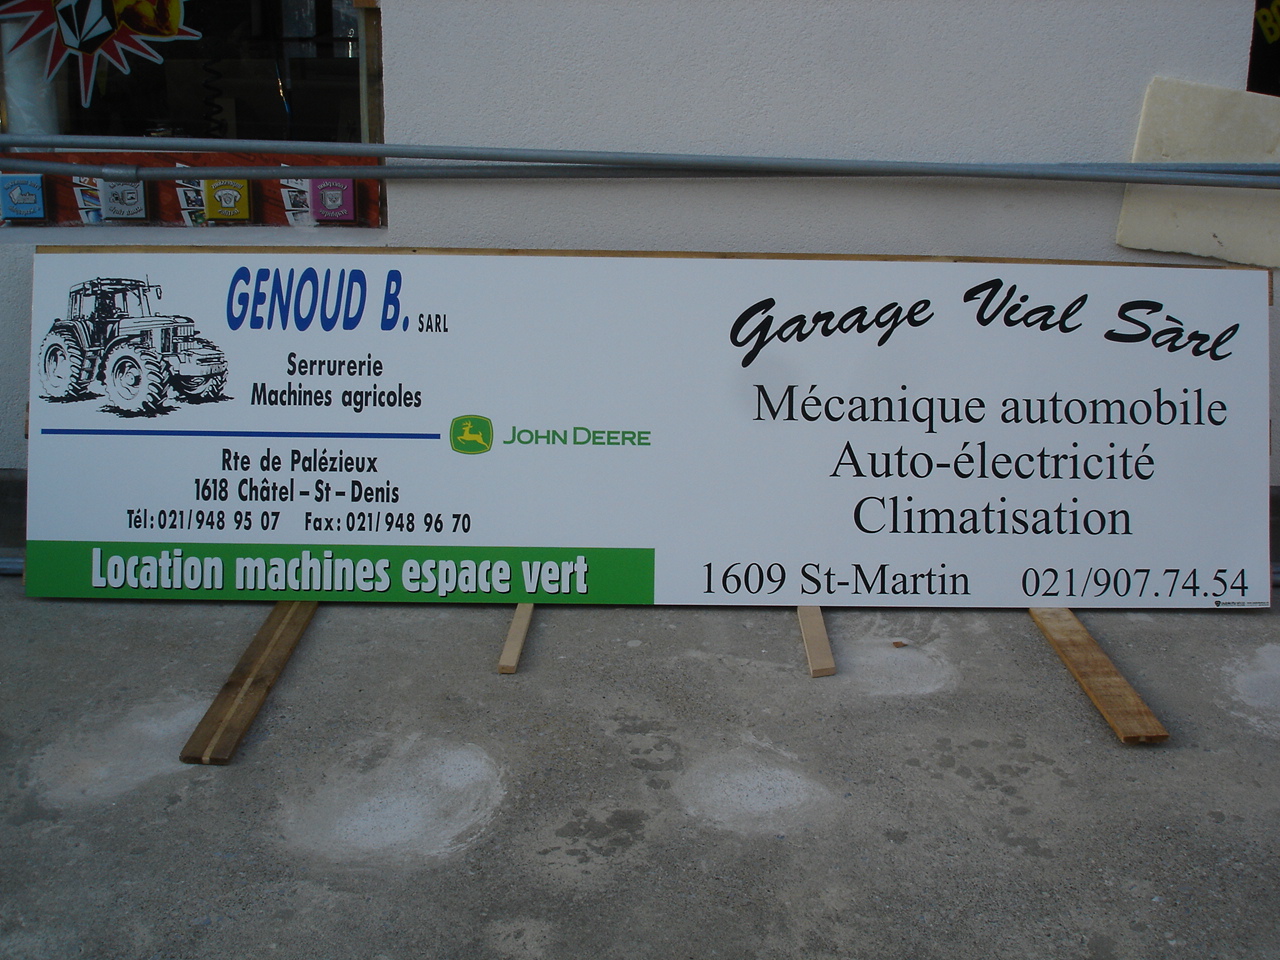 GENOUD B. SARL
Serrurerie
Machines agricoles
JOHN DEERE
Rte de Palézieux
1618 Châtel - St - Denis
Tél: 021/948 95 07 Fax: 021/948 96 70
Location machines espace vert
Garage Vial Sàrl
Mécanique automobile
Auto-électricité
Climatisation
1609 St-Martin 021/907.74.54